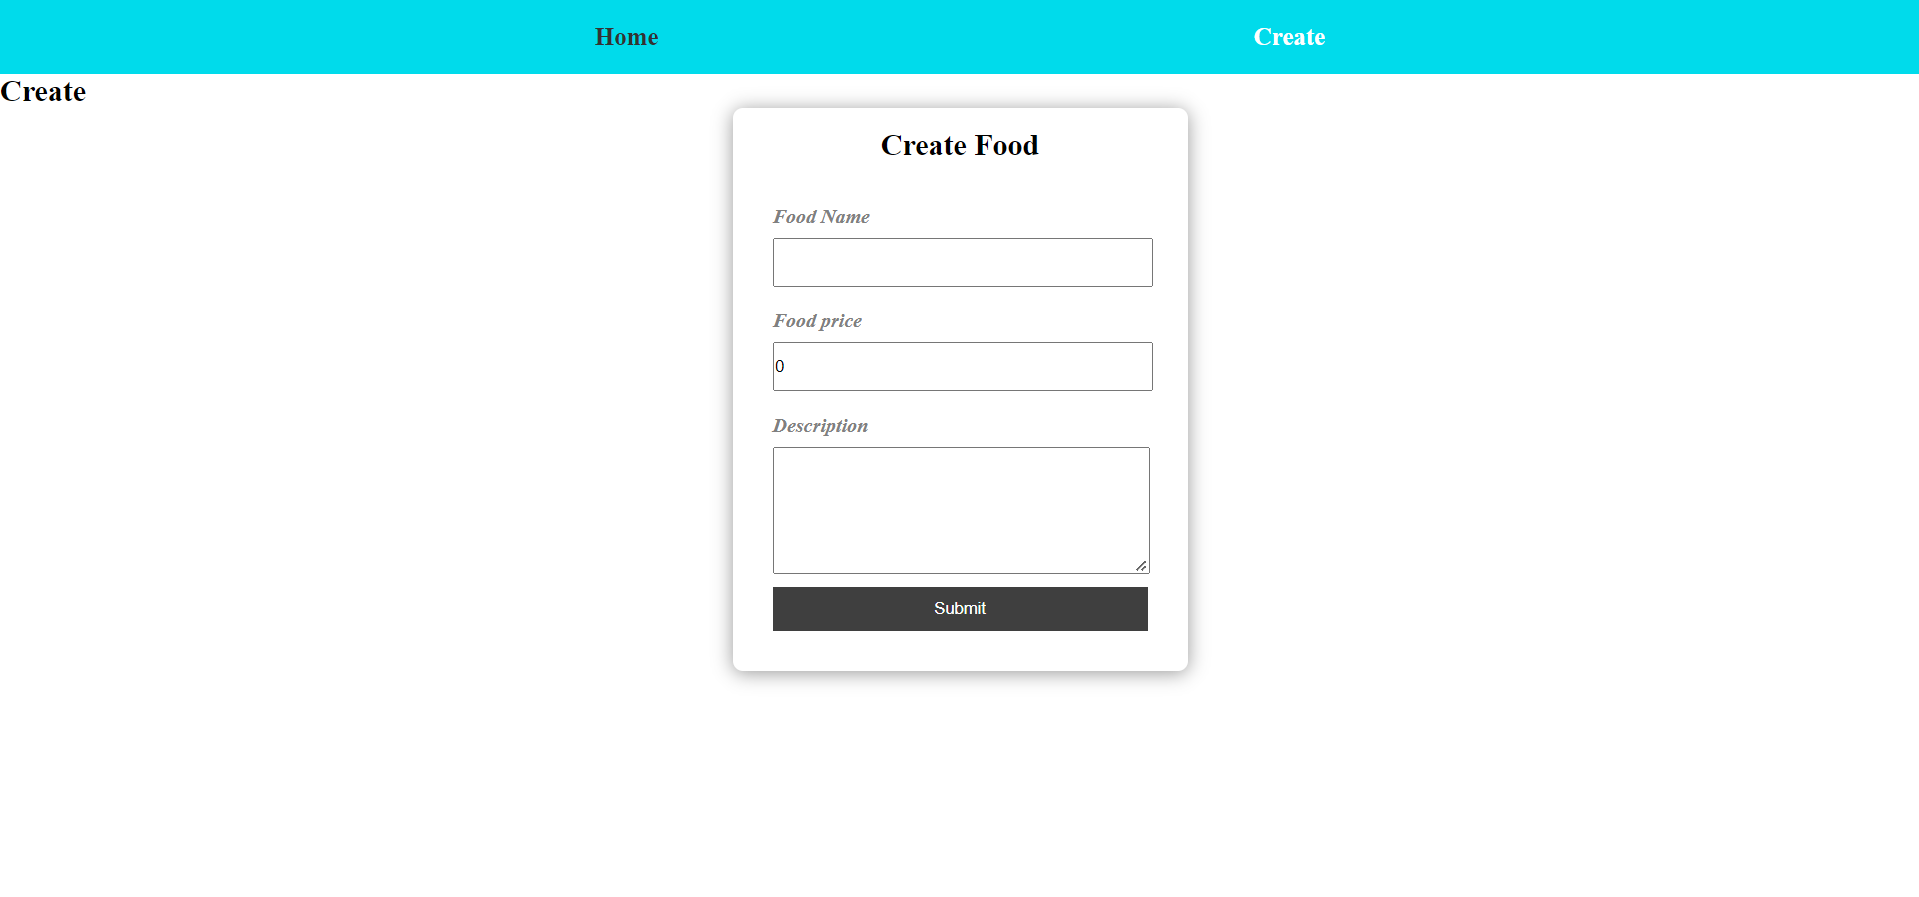 Home Create
Create
Create Food
Food Name
Food price
0
Description
Submit